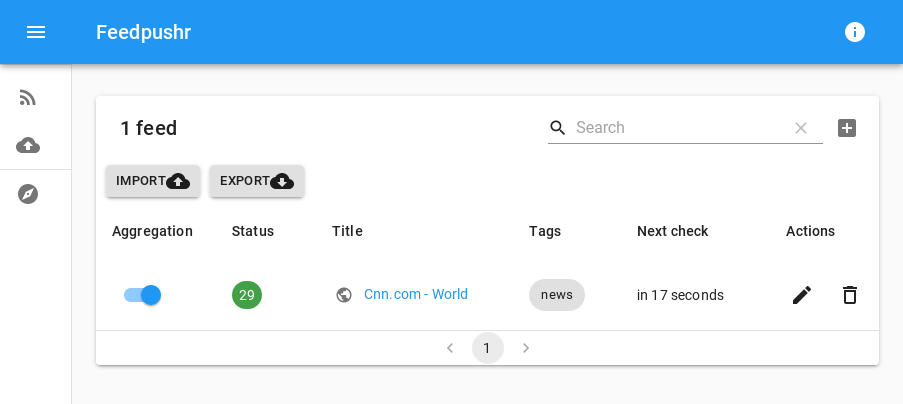 Feedpushr
1 feed
Search
IMPORT EXPORT
Aggregation Status Title Tags Next check Actions
29 Cnn.com - World news in 17 seconds
1